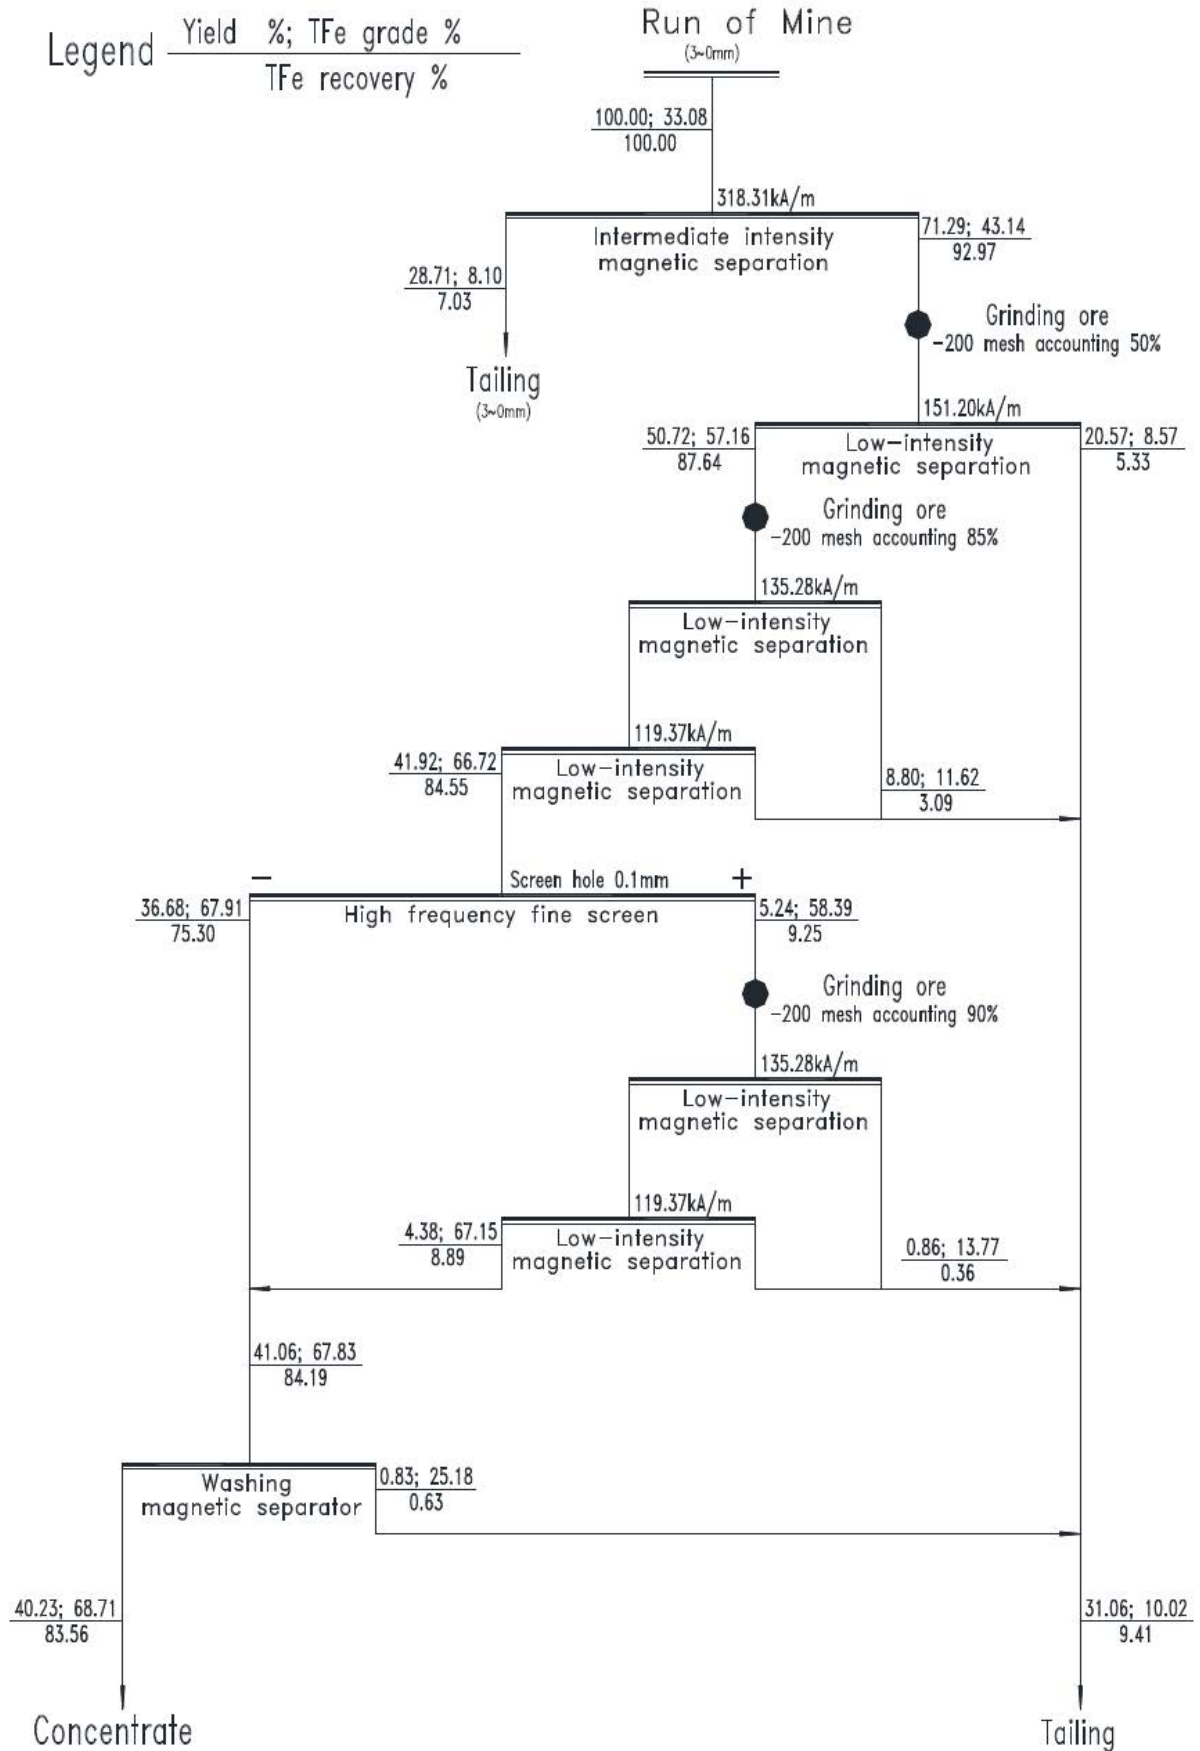 Legend
Yield %; TFe grade %
TFe recovery %
Run of Mine
(3~0mm)
100.00; 33.08
100.00
318.31kA/m
Intermediate intensity
magnetic separation
71.29; 43.14
92.97
28.71; 8.10
7.03
Tailing
(3~0mm)
Grinding ore
-200 mesh accounting 50%
151.20kA/m
50.72; 57.16
87.64
Low-intensity
magnetic separation
20.57; 8.57
5.33
Grinding ore
-200 mesh accounting 85%
135.28kA/m
Low-intensity
magnetic separation
119.37kA/m
41.92; 66.72
84.55
Low-intensity
magnetic separation
8.80; 11.62
3.09
−
Screen hole 0.1mm
+
36.68; 67.91
75.30
High frequency fine screen
5.24; 58.39
9.25
Grinding ore
-200 mesh accounting 90%
135.28kA/m
Low-intensity
magnetic separation
119.37kA/m
4.38; 67.15
8.89
Low-intensity
magnetic separation
0.86; 13.77
0.36
41.06; 67.83
84.19
Washing
magnetic separator
0.83; 25.18
0.63
40.23; 68.71
83.56
31.06; 10.02
9.41
Concentrate
Tailing